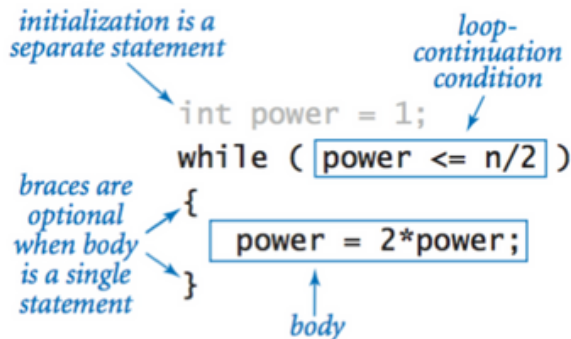 initialization is a
separate statement
loop-
continuation
condition
int power = 1;
while ( power <= n/2 )
braces are
optional
when body
is a single
statement
{
power = 2*power;
}
body